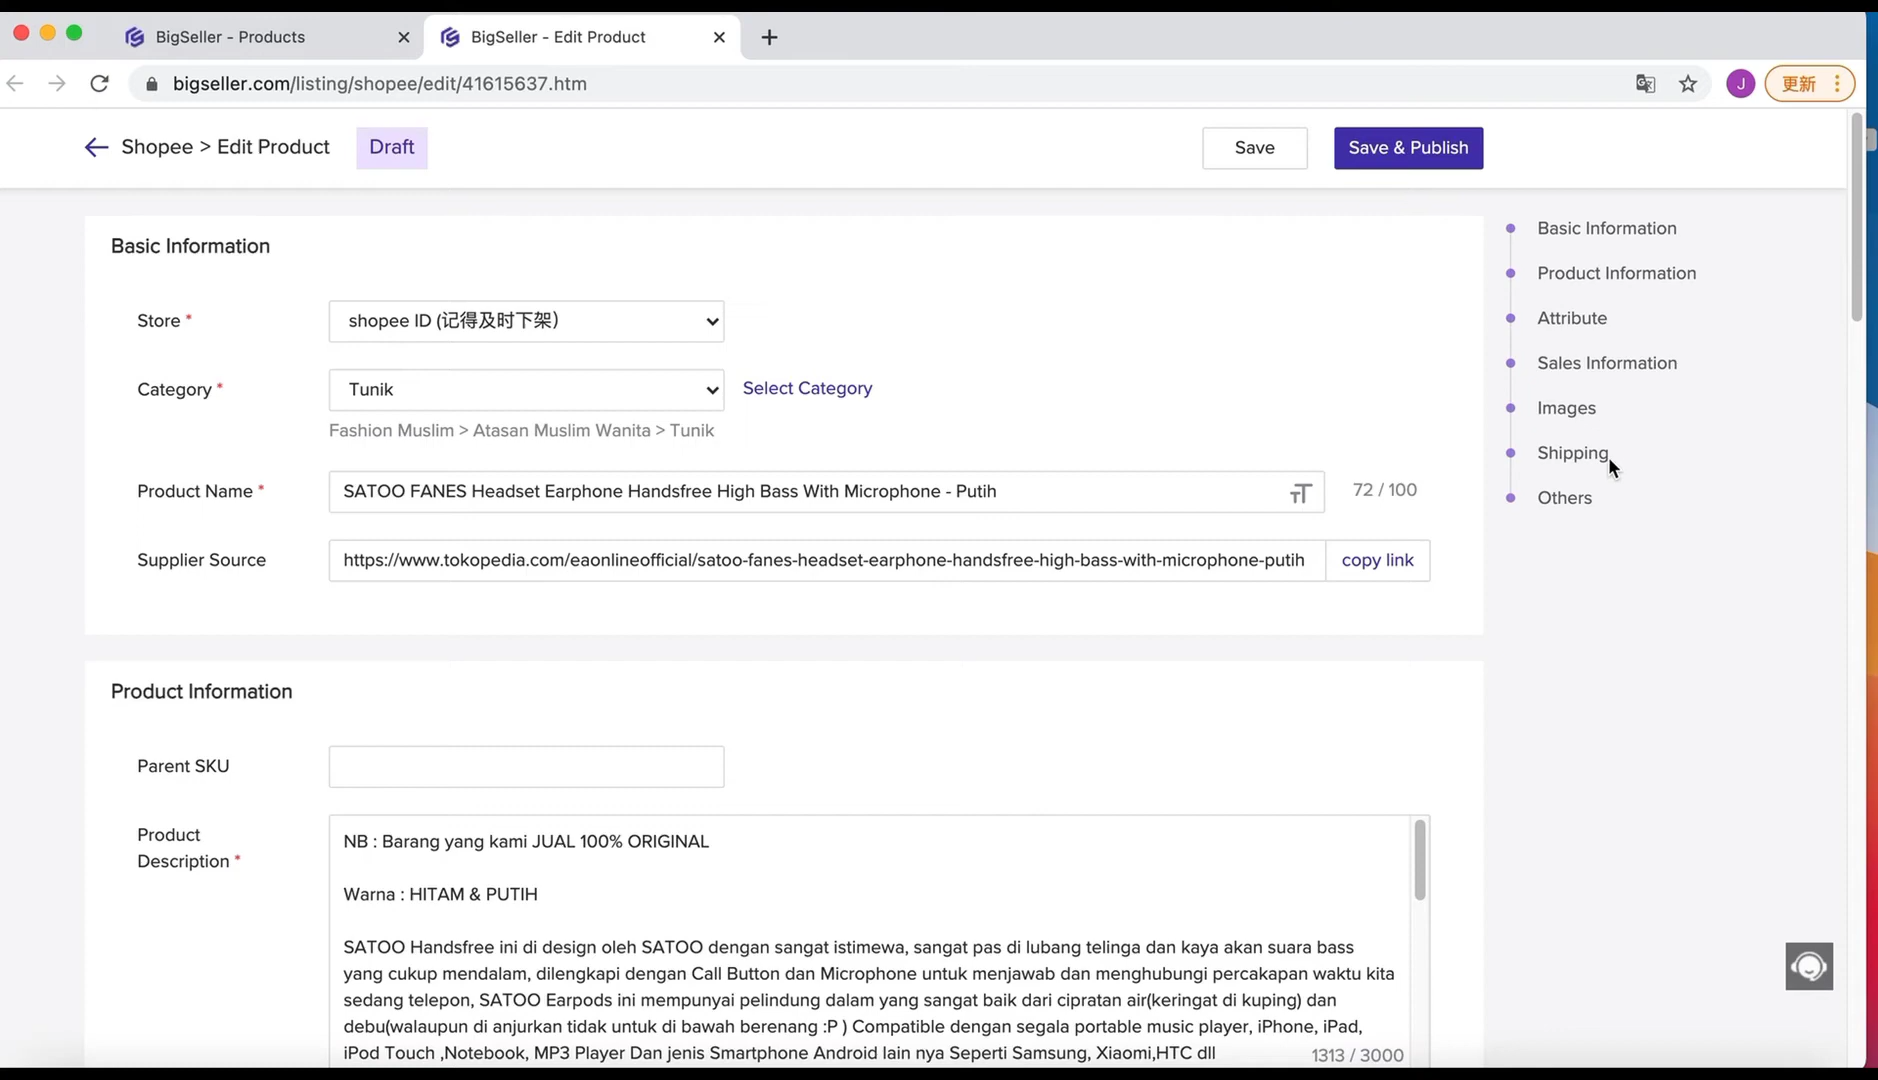 BigSeller - Products
BigSeller - Edit Product
bigseller.com/listing/shopee/edit/41615637.htm
J
更新
Shopee > Edit Product
Draft
Save
Save & Publish
Basic Information
Store *
shopee ID (记得及时下架)
Category *
Tunik
Select Category
Fashion Muslim > Atasan Muslim Wanita > Tunik
Product Name *
SATOO FANES Headset Earphone Handsfree High Bass With Microphone - Putih
72 / 100
Supplier Source
https://www.tokopedia.com/eaonlineofficial/satoo-fanes-headset-earphone-handsfree-high-bass-with-microphone-putih
copy link
Product Information
Parent SKU
Product
Description *
NB : Barang yang kami JUAL 100% ORIGINAL
Warna : HITAM & PUTIH
SATOO Handsfree ini di design oleh SATOO dengan sangat istimewa, sangat pas di lubang telinga dan kaya akan suara bass
yang cukup mendalam, dilengkapi dengan Call Button dan Microphone untuk menjawab dan menghubungi percakapan waktu kita
sedang telepon, SATOO Earpods ini mempunyai pelindung dalam yang sangat baik dari cipratan air(keringat di kuping) dan
debu(walaupun di anjurkan tidak untuk di bawah berenang :P ) Compatible dengan segala portable music player, iPhone, iPad,
iPod Touch ,Notebook, MP3 Player Dan jenis Smartphone Android lain nya Seperti Samsung, Xiaomi,HTC dll
1313 / 3000
Basic Information
Product Information
Attribute
Sales Information
Images
Shipping
Others